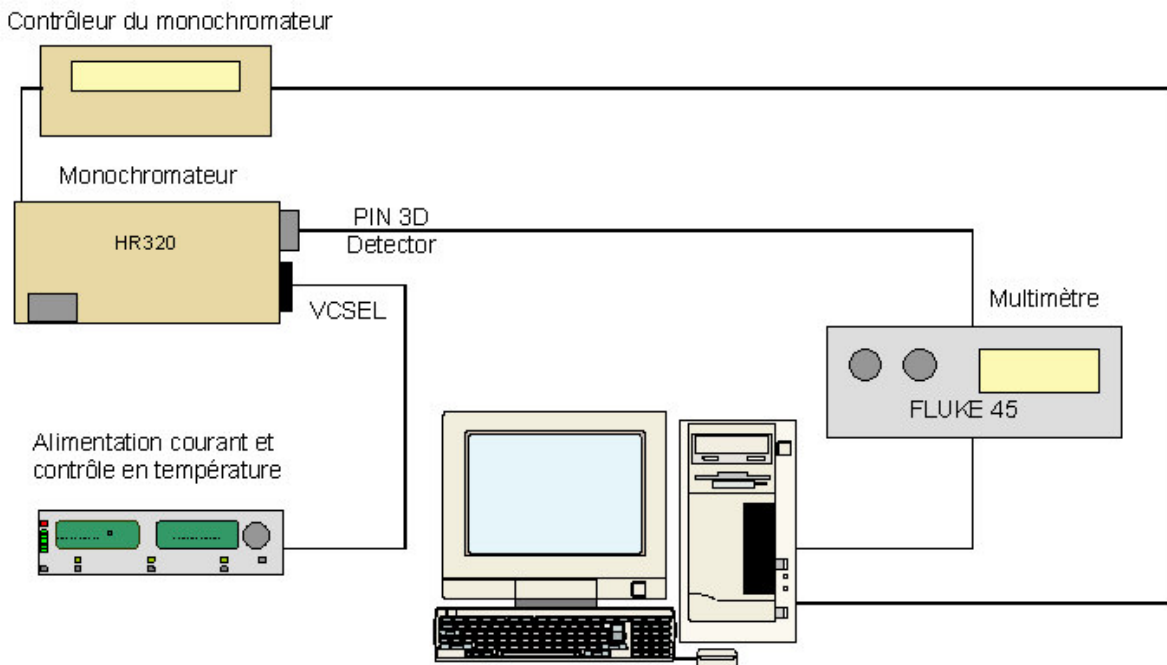 Contrôleur du monochromateur
Monochromateur
HR320
PIN 3D
Detector
VCSEL
Multimètre
FLUKE 45
Alimentation courant et
contrôle en température